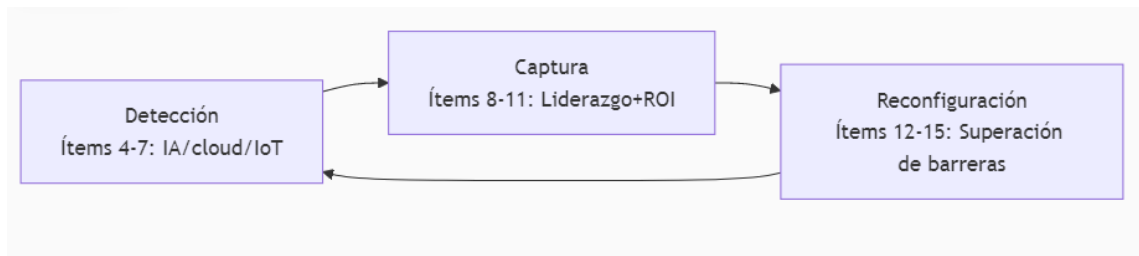 Detección
Ítems 4-7: IA/cloud/IoT
Captura
Ítems 8-11: Liderazgo+ROI
Reconfiguración
Ítems 12-15: Superación
de barreras